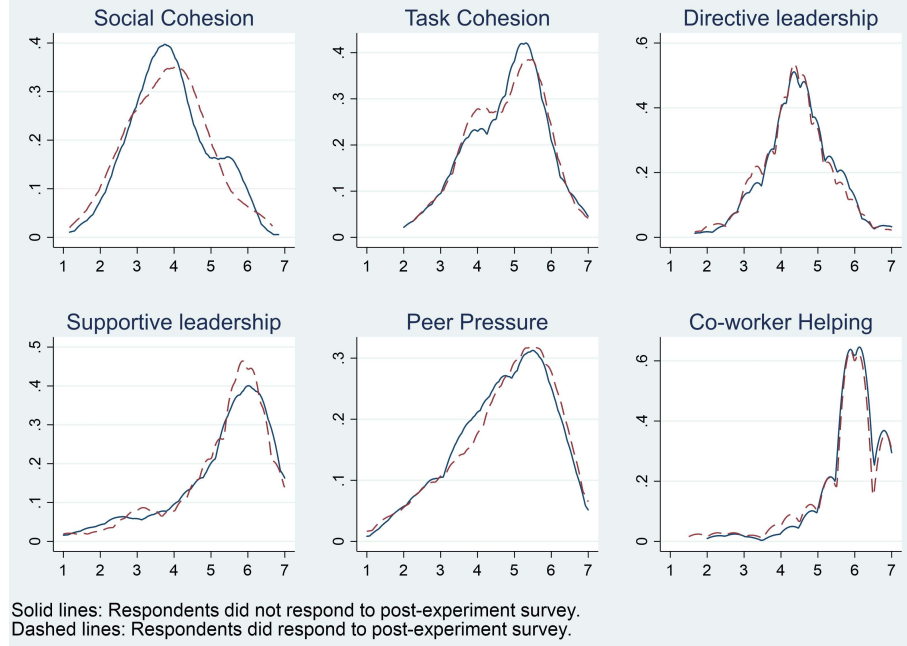 Social Cohesion
Task Cohesion
Directive leadership
0 .1 .2 .3 .4
1 2 3 4 5 6 7
0 .1 .2 .3 .4
1 2 3 4 5 6 7
0 .2 .4 .6
1 2 3 4 5 6 7
Supportive leadership
Peer Pressure
Co-worker Helping
0 .1 .2 .3 .4 .5
1 2 3 4 5 6 7
0 .1 .2 .3
1 2 3 4 5 6 7
0 .2 .4 .6
1 2 3 4 5 6 7
Solid lines: Respondents did not respond to post-experiment survey.
Dashed lines: Respondents did respond to post-experiment survey.